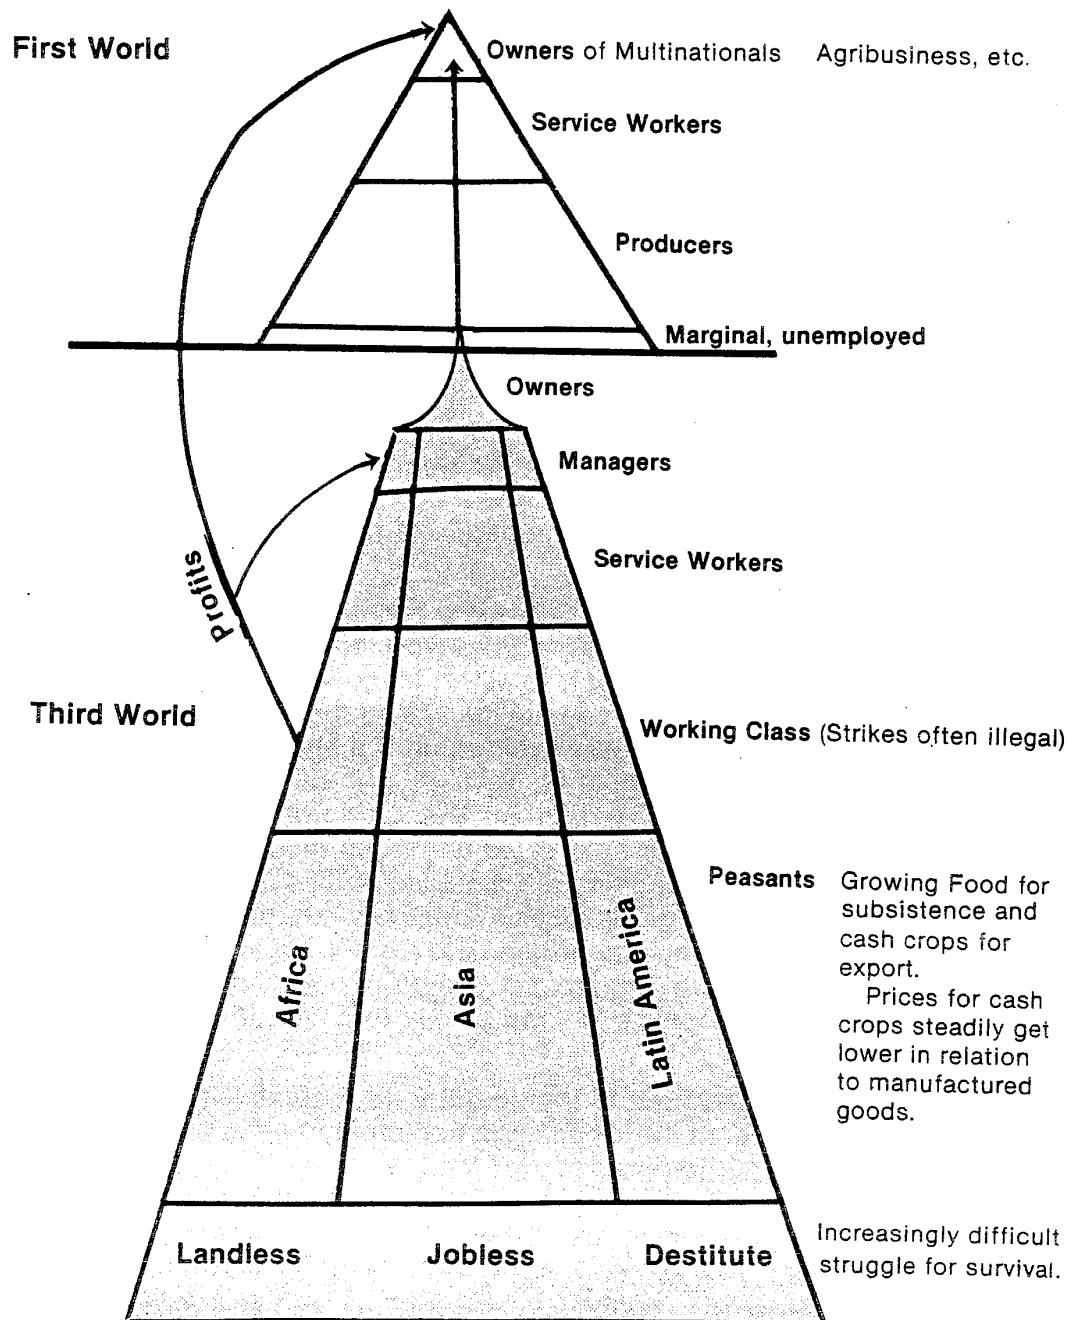 First World
Owners of Multinationals Agribusiness, etc.
Service Workers
Producers
Marginal, unemployed
Owners
Managers
Service Workers
Profits
Third World
Working Class (Strikes often illegal)
Peasants Growing Food for
subsistence and
cash crops for
export.
Prices for cash
crops steadily get
lower in relation
to manufactured
goods.
Africa
Asia
Latin America
Landless Jobless Destitute
Increasingly difficult
struggle for survival.